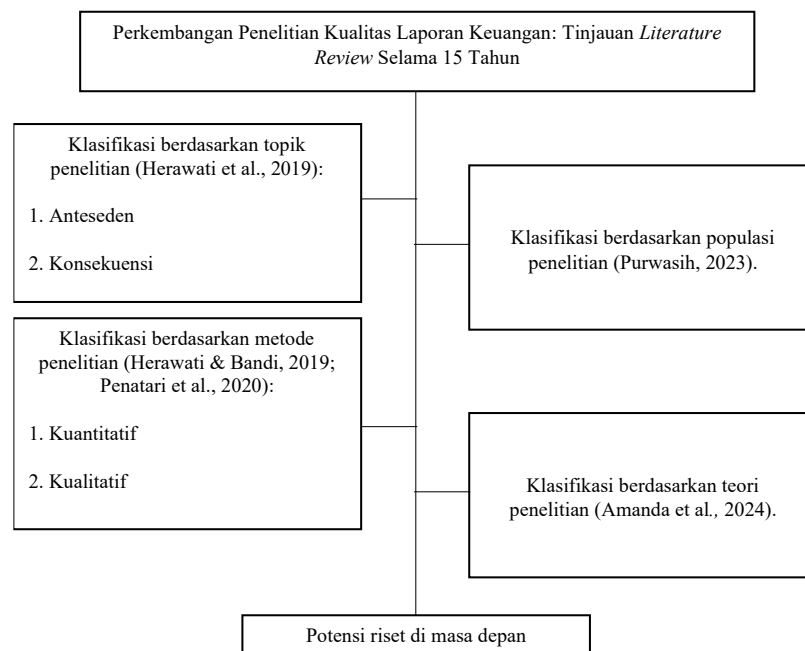 Perkembangan Penelitian Kualitas Laporan Keuangan: Tinjauan Literature
Review Selama 15 Tahun
Klasifikasi berdasarkan topik
penelitian (Herawati et al., 2019):
1. Anteseden
2. Konsekuensi
Klasifikasi berdasarkan populasi
penelitian (Purwasih, 2023).
Klasifikasi berdasarkan metode
penelitian (Herawati & Bandi, 2019;
Penatari et al., 2020):
1. Kuantitatif
2. Kualitatif
Klasifikasi berdasarkan teori
penelitian (Amanda et al., 2024).
Potensi riset di masa depan